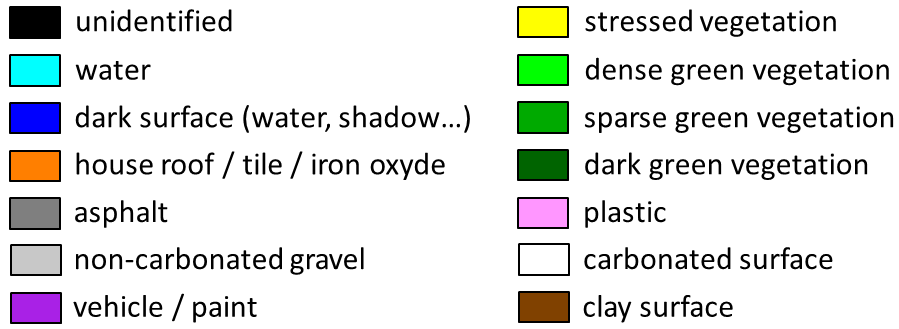 unidentified
water
dark surface (water, shadow...)
house roof / tile / iron oxyde
asphalt
non-carbonated gravel
vehicle / paint
stressed vegetation
dense green vegetation
sparse green vegetation
dark green vegetation
plastic
carbonated surface
clay surface